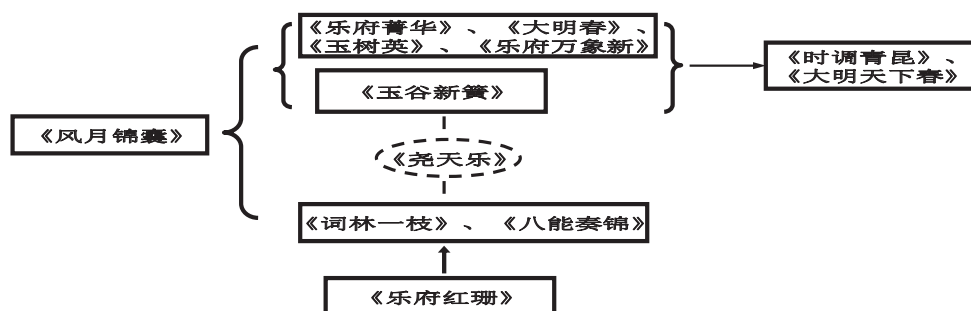 《乐府菁华》、《大明春》、
《玉树英》、《乐府万象新》
《时调青昆》、
《大明天下春》
《玉谷新簧》
《风月锦囊》
《尧天乐》
《词林一枝》、《八能奏锦》
《乐府红珊》